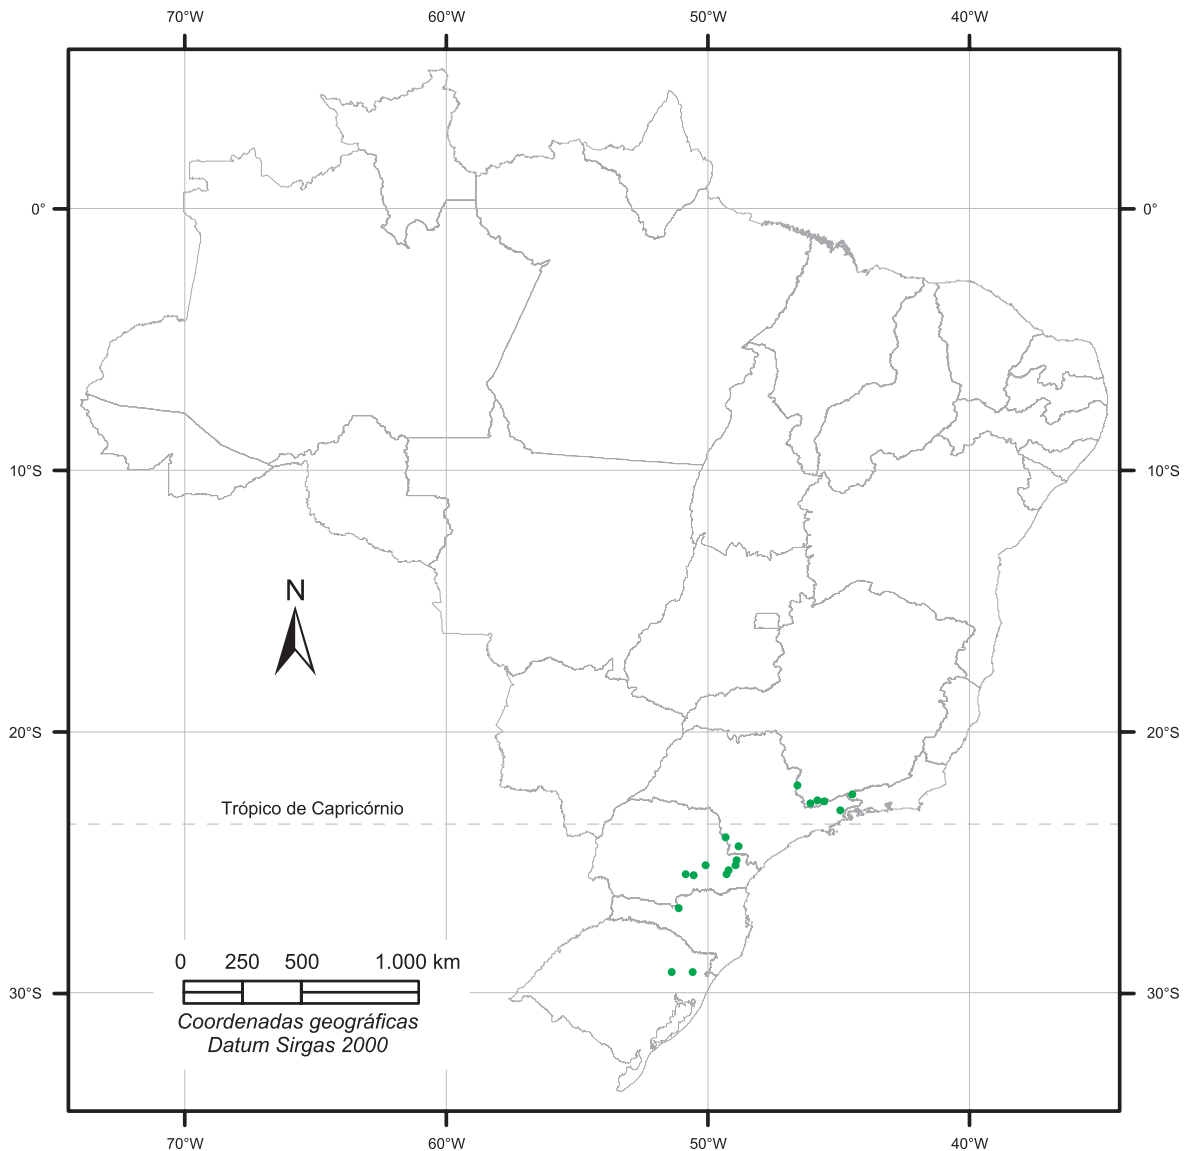 70°W 60°W 50°W 40°W
0° 0°
10°S 10°S
N
20°S 20°S
Trópico de Capricórnio
0 250 500 1.000 km
30°S 30°S
Coordenadas geográficas
Datum Sirgas 2000
70°W 60°W 50°W 40°W